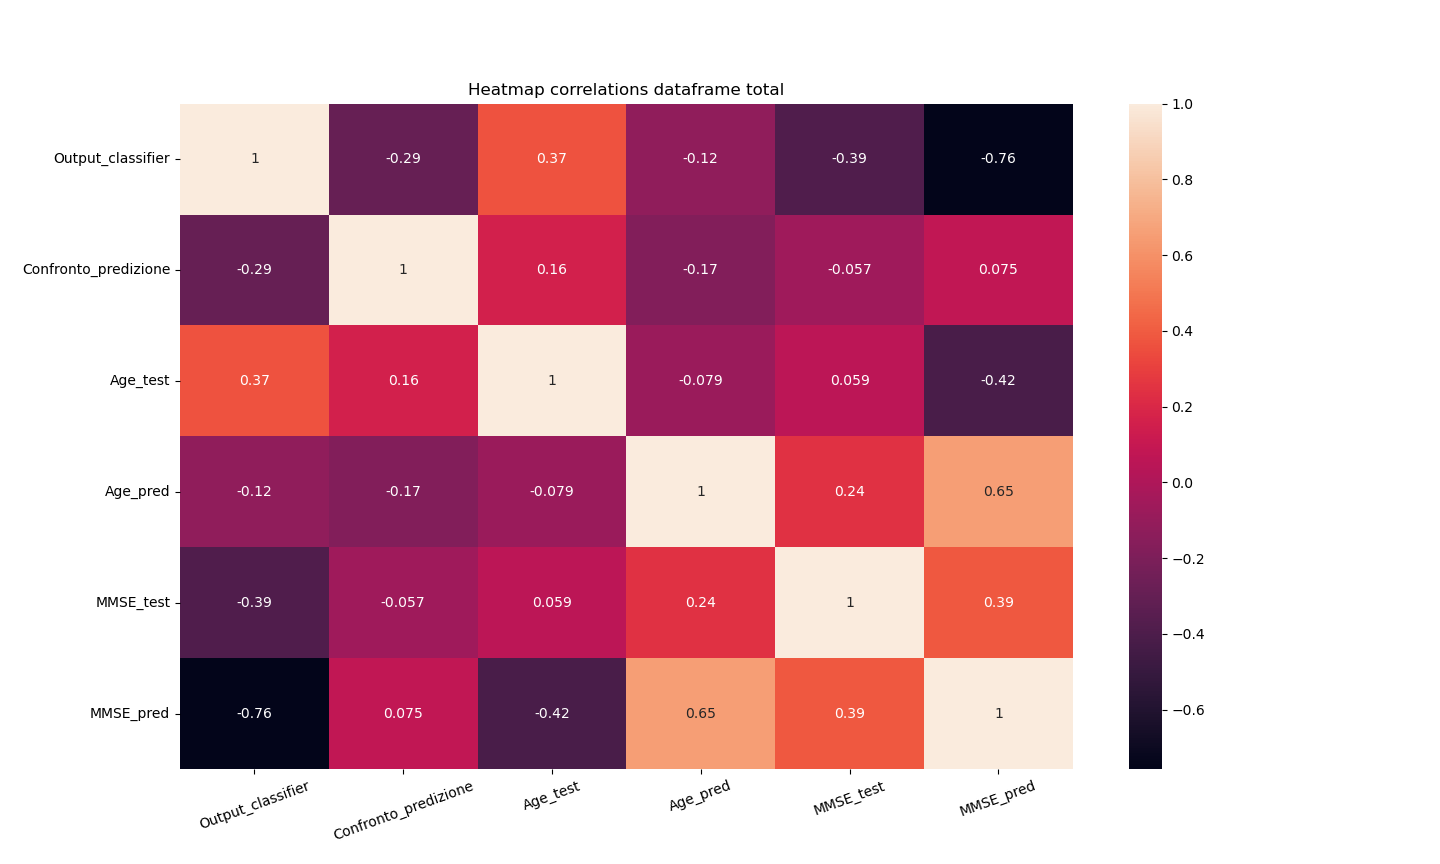 Heatmap correlations dataframe total
Output_classifier 1 -0.29 0.37 -0.12 -0.39 -0.76
Confronto_predizione -0.29 1 0.16 -0.17 -0.057 0.075
Age_test 0.37 0.16 1 -0.079 0.059 -0.42
Age_pred -0.12 -0.17 -0.079 1 0.24 0.65
MMSE_test -0.39 -0.057 0.059 0.24 1 0.39
MMSE_pred -0.76 0.075 -0.42 0.65 0.39 1
Output_classifier Confronto_predizione Age_test Age_pred MMSE_test MMSE_pred
1.0
0.8
0.6
0.4
0.2
0.0
−0.2
−0.4
−0.6